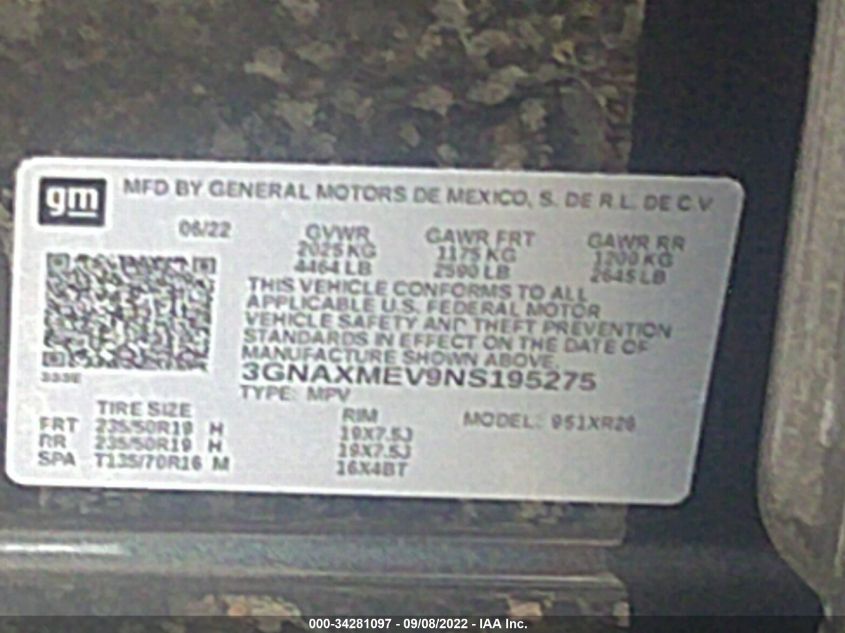 gm MFD BY GENERAL MOTORS DE MEXICO, S. DE R.L. DE C.V.
06/22 GVWR GAWR FRT GAWR RR
2025 KG 1175 KG 1200 KG
4464 LB 2590 LB 2645 LB
THIS VEHICLE CONFORMS TO ALL
APPLICABLE U.S. FEDERAL MOTOR
VEHICLE SAFETY AND THEFT PREVENTION
STANDARDS IN EFFECT ON THE DATE OF
MANUFACTURE SHOWN ABOVE.
3GNAXMEV9NS195275
TYPE: MPV
TIRE SIZE RIM MODEL:
FRT 235/50R19 H 19X7.5J
RR 235/50R19 H 19X7.5J
SPA T135/70R16 M 16X4BT
000-34281097 - 09/08/2022 - IAA Inc.